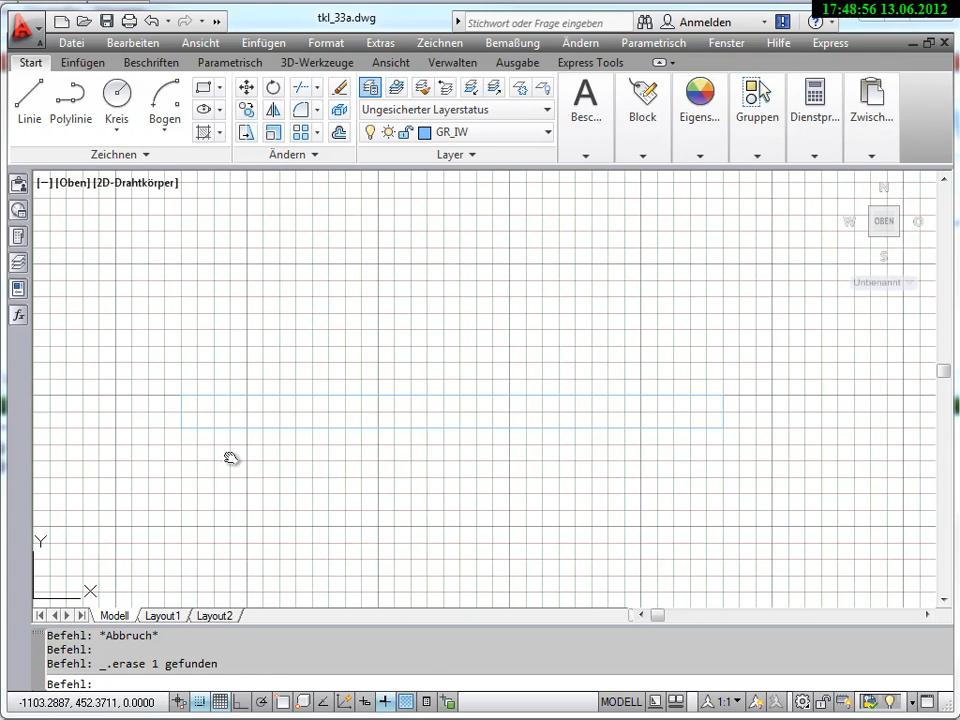 17:48:56 13.06.2012
tkl_33a.dwg
Stichwort oder Frage eingeben
Anmelden
Datei Bearbeiten Ansicht Einfügen Format Extras Zeichnen Bemaßung Ändern Parametrisch Fenster Hilfe Express
Start Einfügen Beschriften Parametrisch 3D-Werkzeuge Ansicht Verwalten Ausgabe Express Tools
Linie Polylinie Kreis Bogen
Ungesicherter Layerstatus
GR_IW
Besc... Block Eigens... Gruppen Dienstpr... Zwisch...
Zeichnen Ändern Layer
[−] [Oben] [2D-Drahtkörper]
N
W OBEN O
S
Unbenannt
Y
X
Modell Layout1 Layout2
Befehl: *Abbruch*
Befehl:
Befehl: _.erase 1 gefunden
Befehl:
-1103.2887, 452.3711, 0.0000
MODELL
1:1